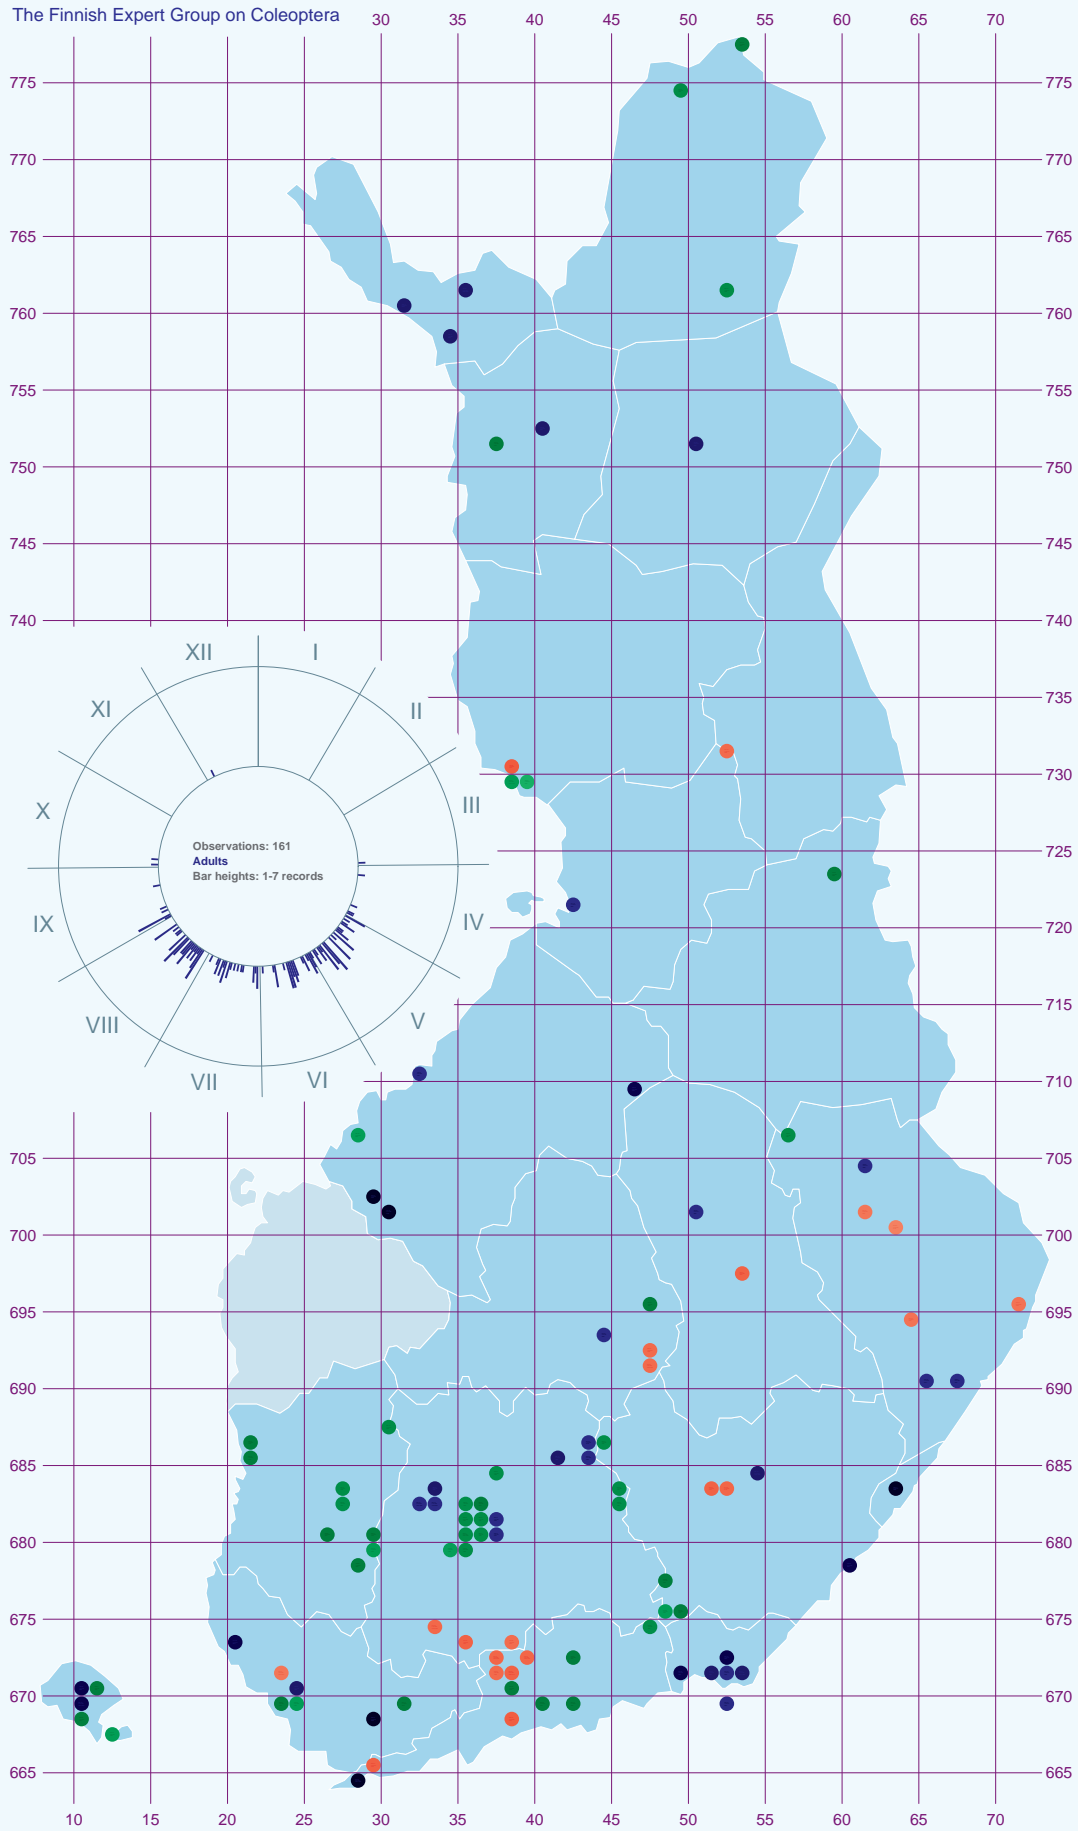 The Finnish Expert Group on Coleoptera
30 35 40 45 50 55 60 65 70
775 775
770 770
765 765
760 760
755 755
750 750
745 745
740 740
XII I
XI II
735
730
X III
Observations: 161
Adults
Bar heights: 1-7 records
725
IX IV
720
715
VIII V
VII VI
710
705 705
700 700
695 695
690 690
685 685
680 680
675 675
670 670
665 665
10 15 20 25 30 35 40 45 50 55 60 65 70